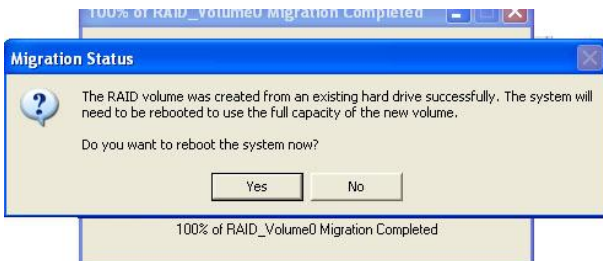 100% of RAID_Volume0 Migration Completed
Migration Status
The RAID volume was created from an existing hard drive successfully. The system will
need to be rebooted to use the full capacity of the new volume.
Do you want to reboot the system now?
Yes
No
100% of RAID_Volume0 Migration Completed